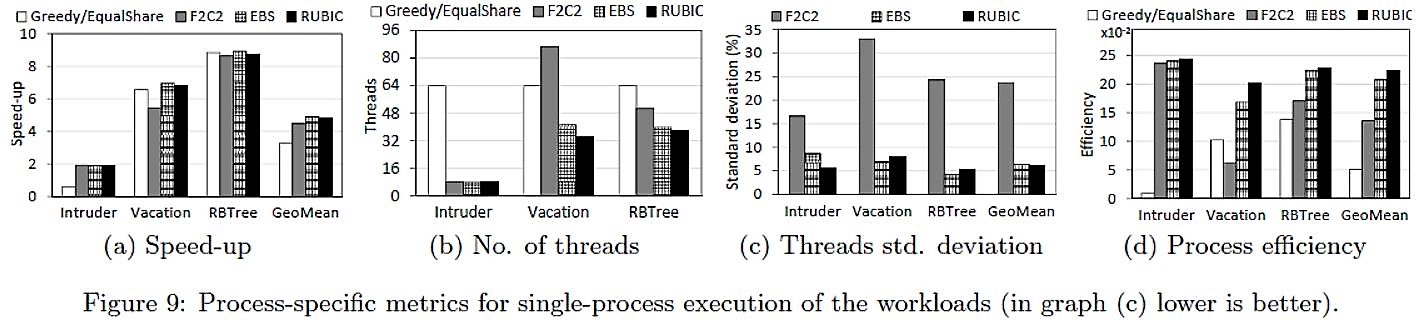 Greedy/EqualShare F2C2 EBS RUBIC
10
8
6
4
2
0
Speed-up
Intruder Vacation RBTree GeoMean
(a) Speed-up
Greedy/EqualShare F2C2 EBS RUBIC
96
80
64
48
32
16
0
Threads
Intruder Vacation RBTree
(b) No. of threads
F2C2 EBS RUBIC
35
30
25
20
15
10
5
0
Standard deviation (%)
Intruder Vacation RBTree GeoMean
(c) Threads std. deviation
Greedy/EqualShare F2C2 EBS RUBIC
x10-2
25
20
15
10
5
0
Efficiency
Intruder Vacation RBTree GeoMean
(d) Process efficiency
Figure 9: Process-specific metrics for single-process execution of the workloads (in graph (c) lower is better).